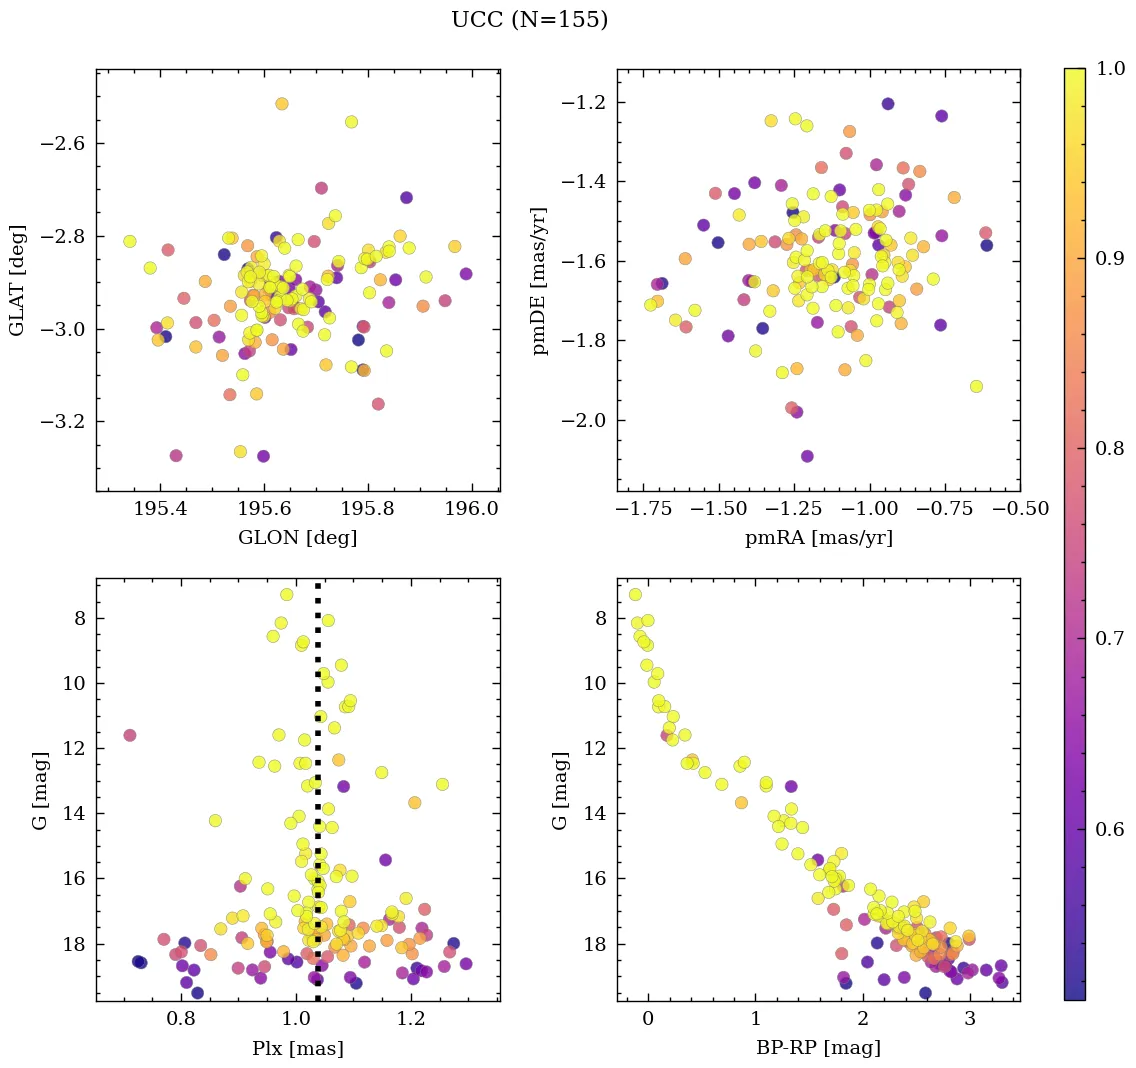 UCC (N=155)
−2.6
−2.8
−3.0
−3.2
GLAT [deg]
195.4 195.6 195.8 196.0
GLON [deg]
−1.2
−1.4
−1.6
−1.8
−2.0
pmDE [mas/yr]
−1.75 −1.50 −1.25 −1.00 −0.75 −0.50
pmRA [mas/yr]
8
10
12
14
16
18
G [mag]
0.8 1.0 1.2
Plx [mas]
8
10
12
14
16
18
G [mag]
0 1 2 3
BP-RP [mag]
1.0
0.9
0.8
0.7
0.6